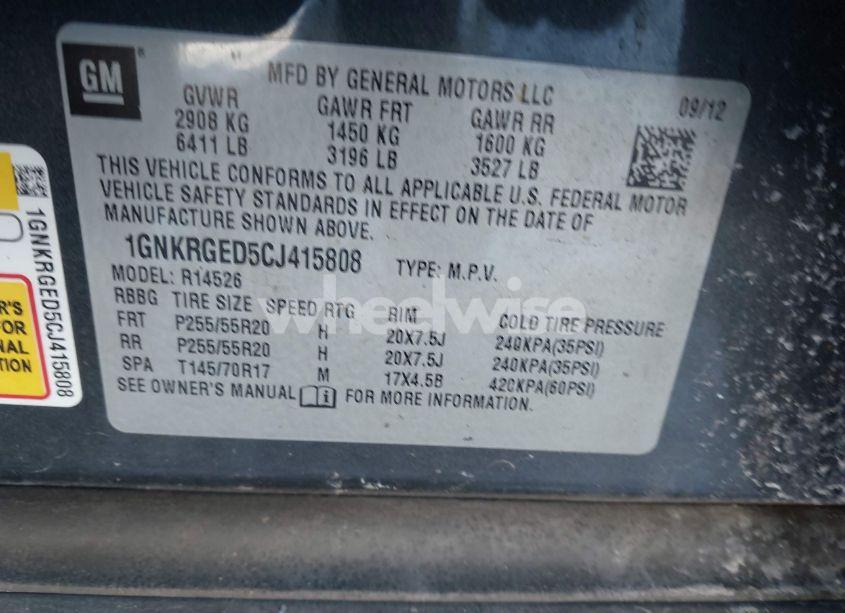 GM
MFD BY GENERAL MOTORS LLC
09/12
GVWR GAWR FRT GAWR RR
2908 KG 1450 KG 1600 KG
6411 LB 3196 LB 3527 LB
THIS VEHICLE CONFORMS TO ALL APPLICABLE U.S. FEDERAL MOTOR
VEHICLE SAFETY STANDARDS IN EFFECT ON THE DATE OF
MANUFACTURE SHOWN ABOVE.
1GNKRGED5CJ415808 TYPE: M.P.V.
MODEL: R14526
RBBG TIRE SIZE SPEED RTG RIM COLD TIRE PRESSURE
FRT P255/55R20 H 20X7.5J 240KPA(35PSI)
RR P255/55R20 H 20X7.5J 240KPA(35PSI)
SPA T145/70R17 M 17X4.5B 420KPA(60PSI)
SEE OWNER'S MANUAL i FOR MORE INFORMATION.
1GNKRGED5CJ415808
R'S
FOR
NAL
TION
wheelwise